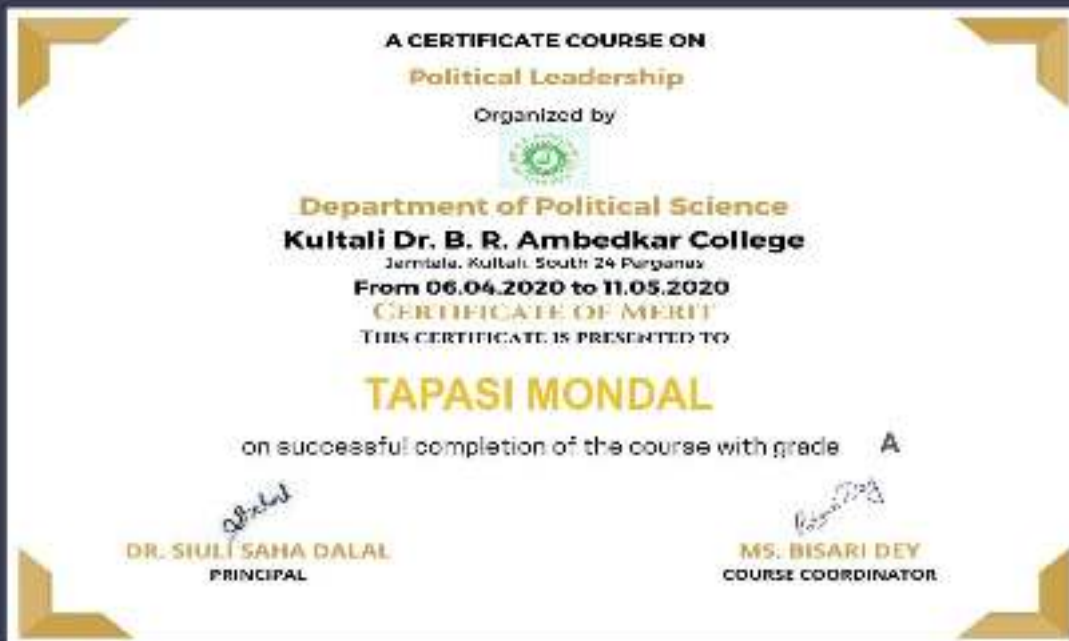 A CERTIFICATE COURSE ON
Political Leadership
Organized by
Department of Political Science
Kultali Dr. B. R. Ambedkar College
Jamtala, Kultali, South 24 Parganas
From 06.04.2020 to 11.05.2020
CERTIFICATE OF MERIT
THIS CERTIFICATE IS PRESENTED TO
TAPASI MONDAL
on successful completion of the course with grade A
DR. SIULI SAHA DALAL
PRINCIPAL
MS. BISARI DEY
COURSE COORDINATOR